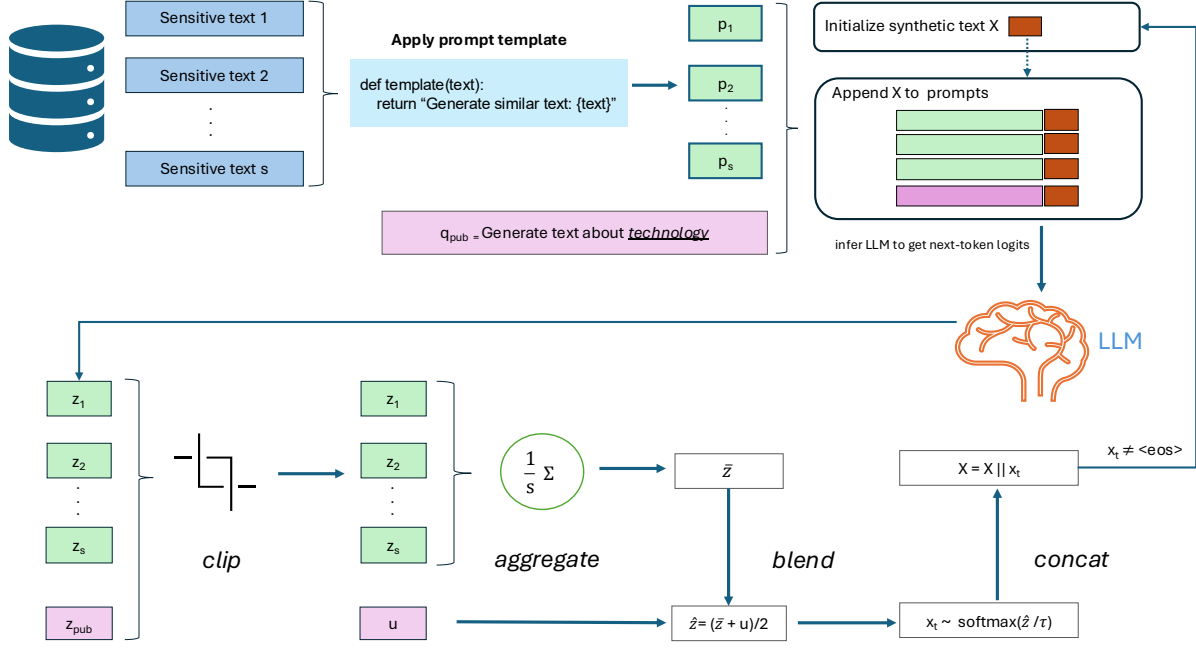 Sensitive text 1
Sensitive text 2
.
.
.
Sensitive text s
Apply prompt template
def template(text):
return “Generate similar text: {text}”
p₁
p₂
.
.
.
pₛ
q_pub = Generate text about technology
Initialize synthetic text X
Append X to prompts
infer LLM to get next-token logits
LLM
z₁
z₂
.
.
.
zₛ
z_pub
clip
z₁
z₂
.
.
.
zₛ
u
1/s Σ
aggregate
z̄
blend
ẑ = (z̄ + u)/2
xₜ ~ softmax(ẑ /τ)
concat
X = X || xₜ
xₜ ≠ <eos>